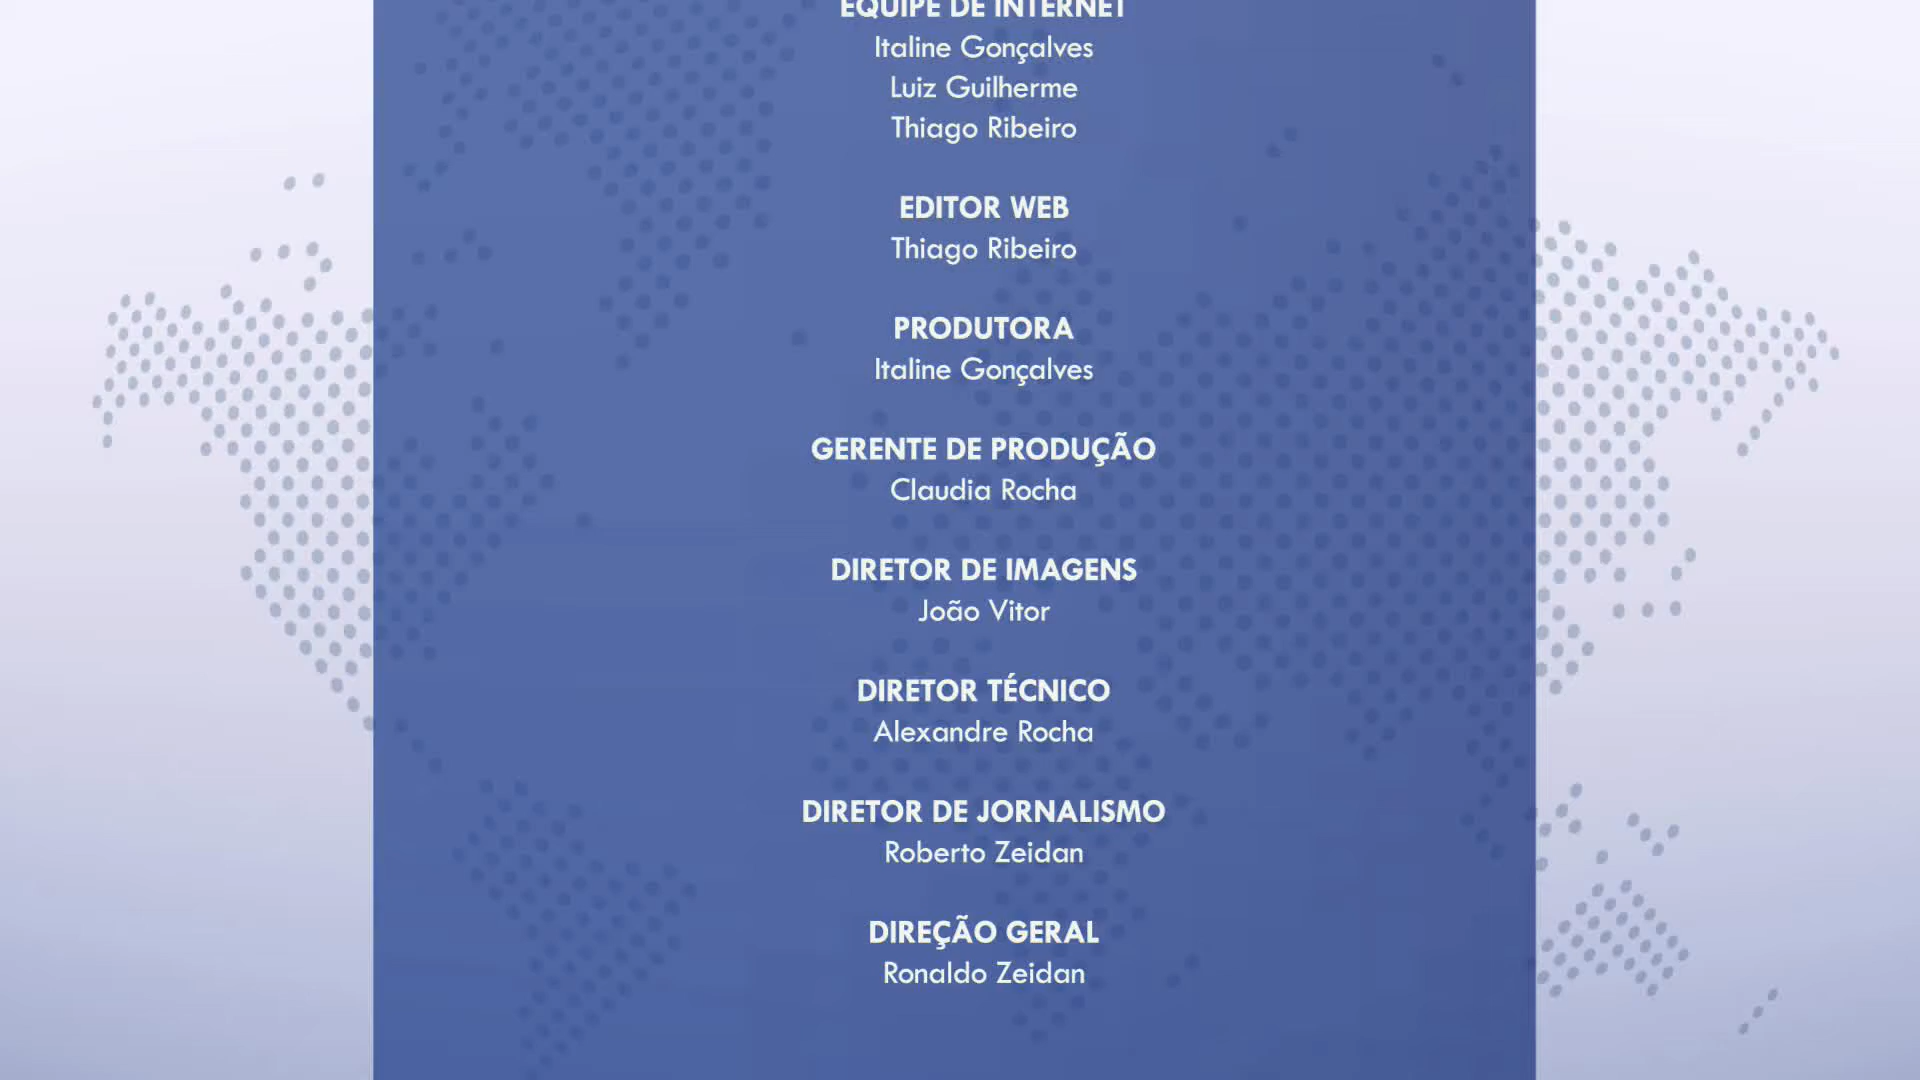 EQUIPE DE INTERNET
Italine Gonçalves
Luiz Guilherme
Thiago Ribeiro
EDITOR WEB
Thiago Ribeiro
PRODUTORA
Italine Gonçalves
GERENTE DE PRODUÇÃO
Claudia Rocha
DIRETOR DE IMAGENS
João Vitor
DIRETOR TÉCNICO
Alexandre Rocha
DIRETOR DE JORNALISMO
Roberto Zeidan
DIREÇÃO GERAL
Ronaldo Zeidan